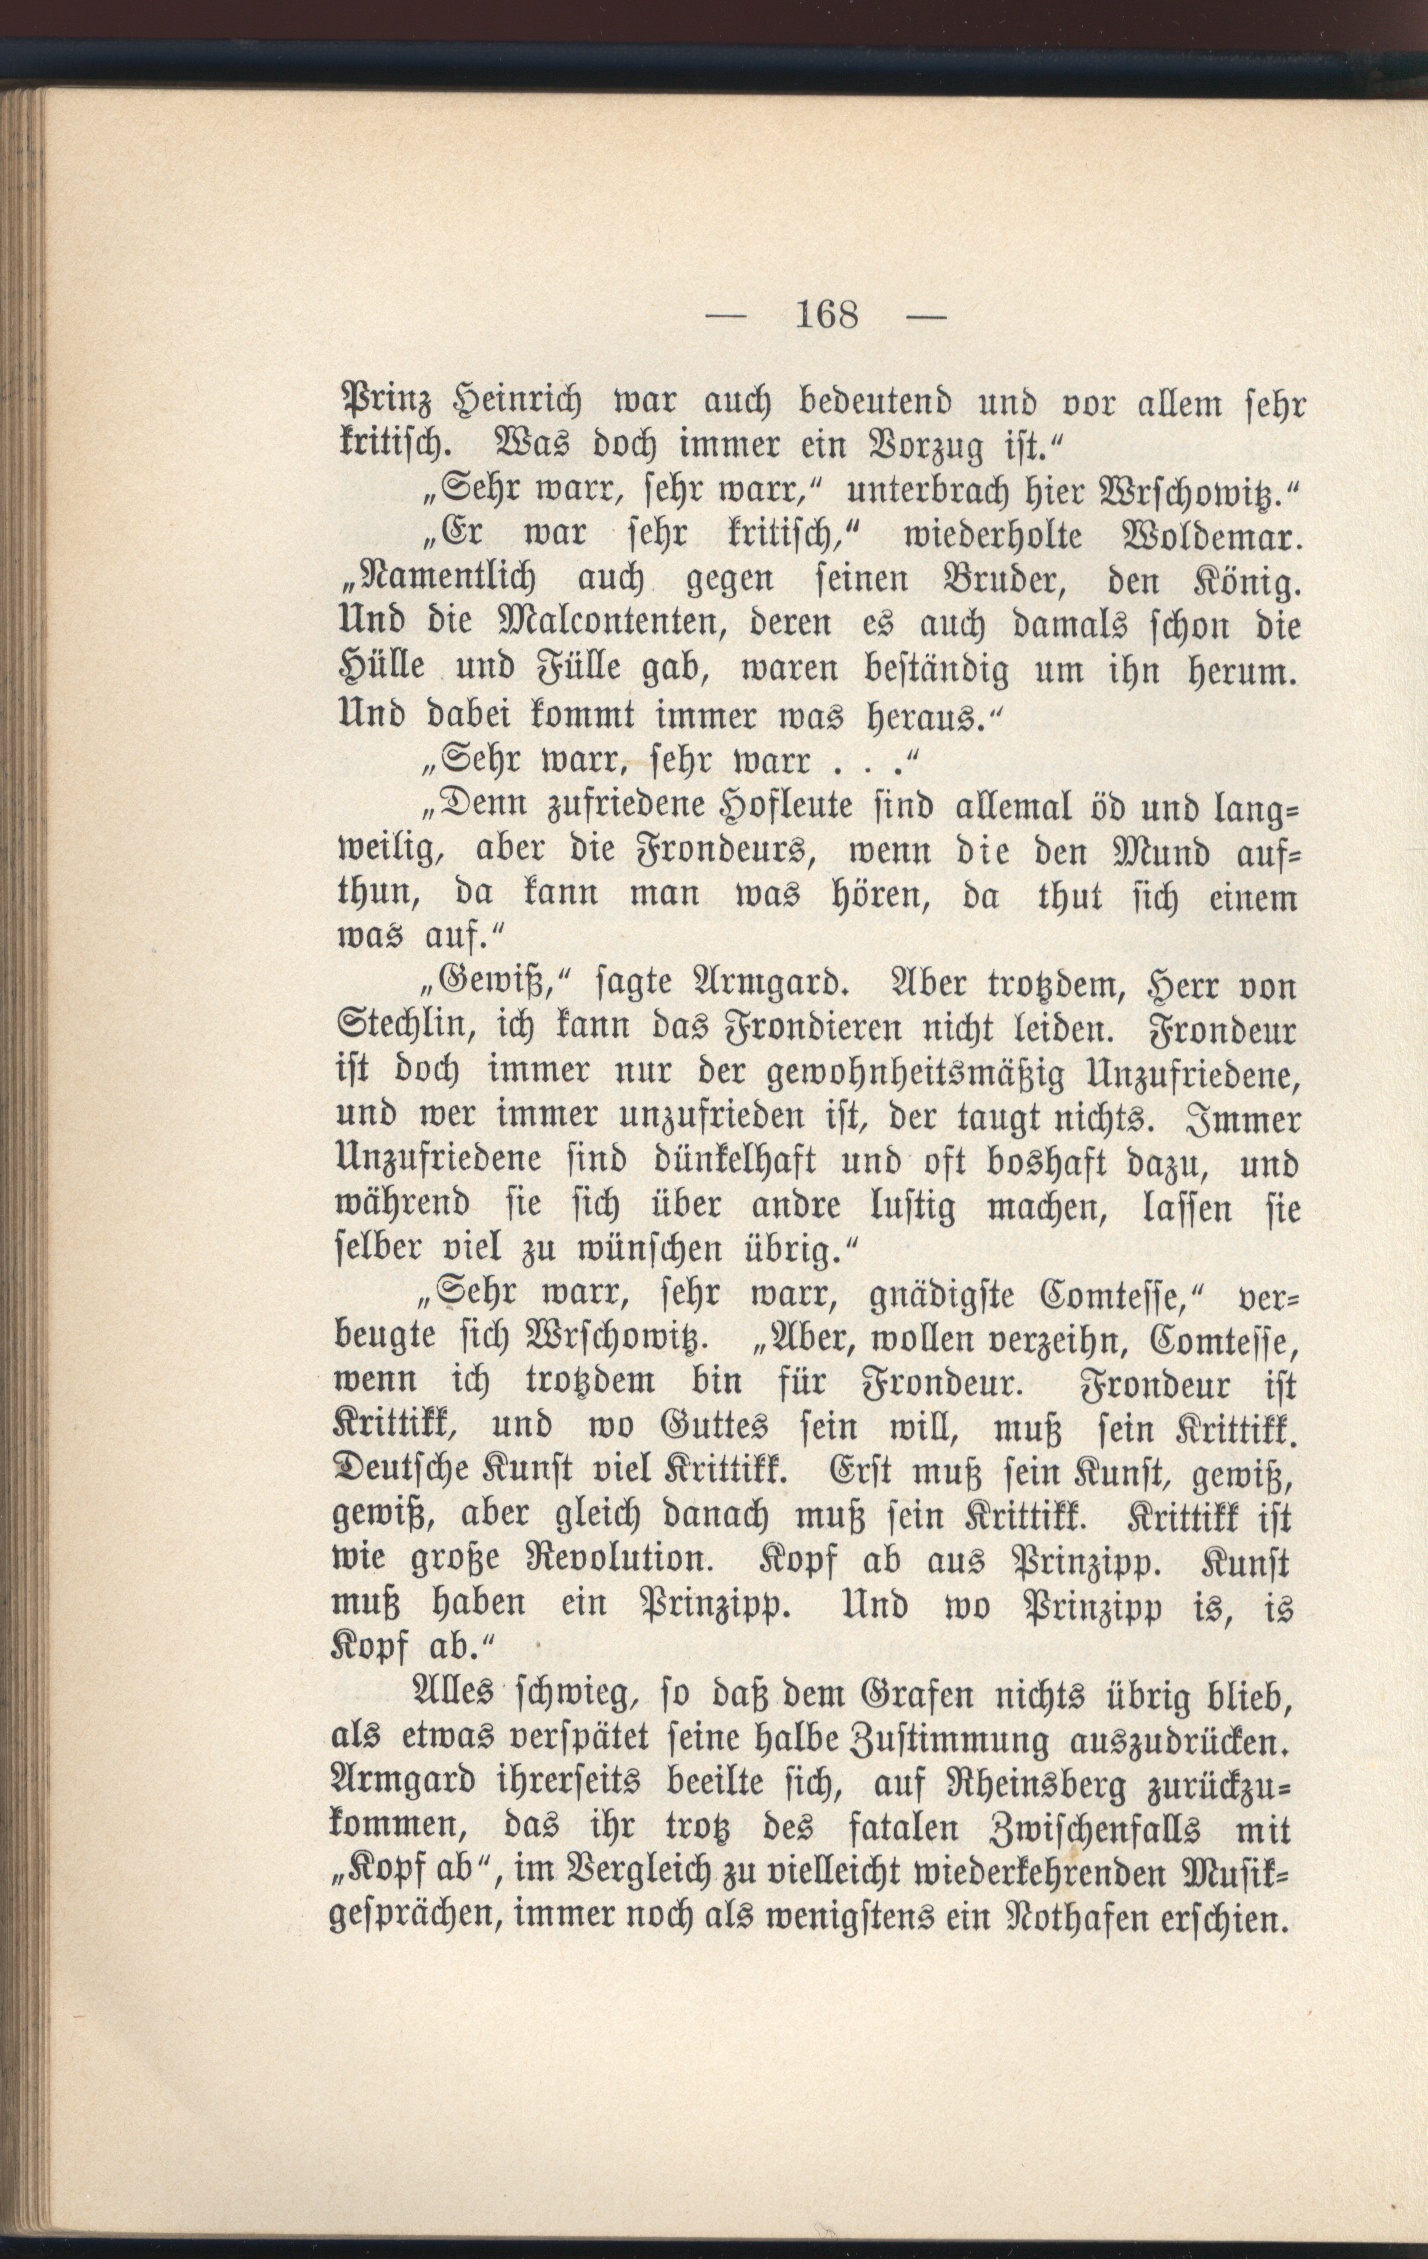 — 168 —
Prinz Heinrich war auch bedeutend und vor allem sehr
kritisch. Was doch immer ein Vorzug ist.“
„Sehr warr, sehr warr,“ unterbrach hier Wrschowitz.“
„Er war sehr kritisch,“ wiederholte Woldemar.
„Namentlich auch gegen seinen Bruder, den König.
Und die Malcontenten, deren es auch damals schon die
Hülle und Fülle gab, waren beständig um ihn herum.
Und dabei kommt immer was heraus.“
„Sehr warr, sehr warr . . .“
„Denn zufriedene Hofleute sind allemal öd und lang-
weilig, aber die Frondeurs, wenn die den Mund auf-
thun, da kann man was hören, da thut sich einem
was auf.“
„Gewiß,“ sagte Armgard. Aber trotzdem, Herr von
Stechlin, ich kann das Frondieren nicht leiden. Frondeur
ist doch immer nur der gewohnheitsmäßig Unzufriedene,
und wer immer unzufrieden ist, der taugt nichts. Immer
Unzufriedene sind dünkelhaft und oft boshaft dazu, und
während sie sich über andre lustig machen, lassen sie
selber viel zu wünschen übrig.“
„Sehr warr, sehr warr, gnädigste Comtesse,“ ver-
beugte sich Wrschowitz. „Aber, wollen verzeihn, Comtesse,
wenn ich trotzdem bin für Frondeur. Frondeur ist
Krittikk, und wo Guttes sein will, muß sein Krittikk.
Deutsche Kunst viel Krittikk. Erst muß sein Kunst, gewiß,
gewiß, aber gleich danach muß sein Krittikk. Krittikk ist
wie große Revolution. Kopf ab aus Prinzipp. Kunst
muß haben ein Prinzipp. Und wo Prinzipp is, is
Kopf ab.“
Alles schwieg, so daß dem Grafen nichts übrig blieb,
als etwas verspätet seine halbe Zustimmung auszudrücken.
Armgard ihrerseits beeilte sich, auf Rheinsberg zurückzu-
kommen, das ihr trotz des fatalen Zwischenfalls mit
„Kopf ab“, im Vergleich zu vielleicht wiederkehrenden Musik-
gesprächen, immer noch als wenigstens ein Nothafen erschien.